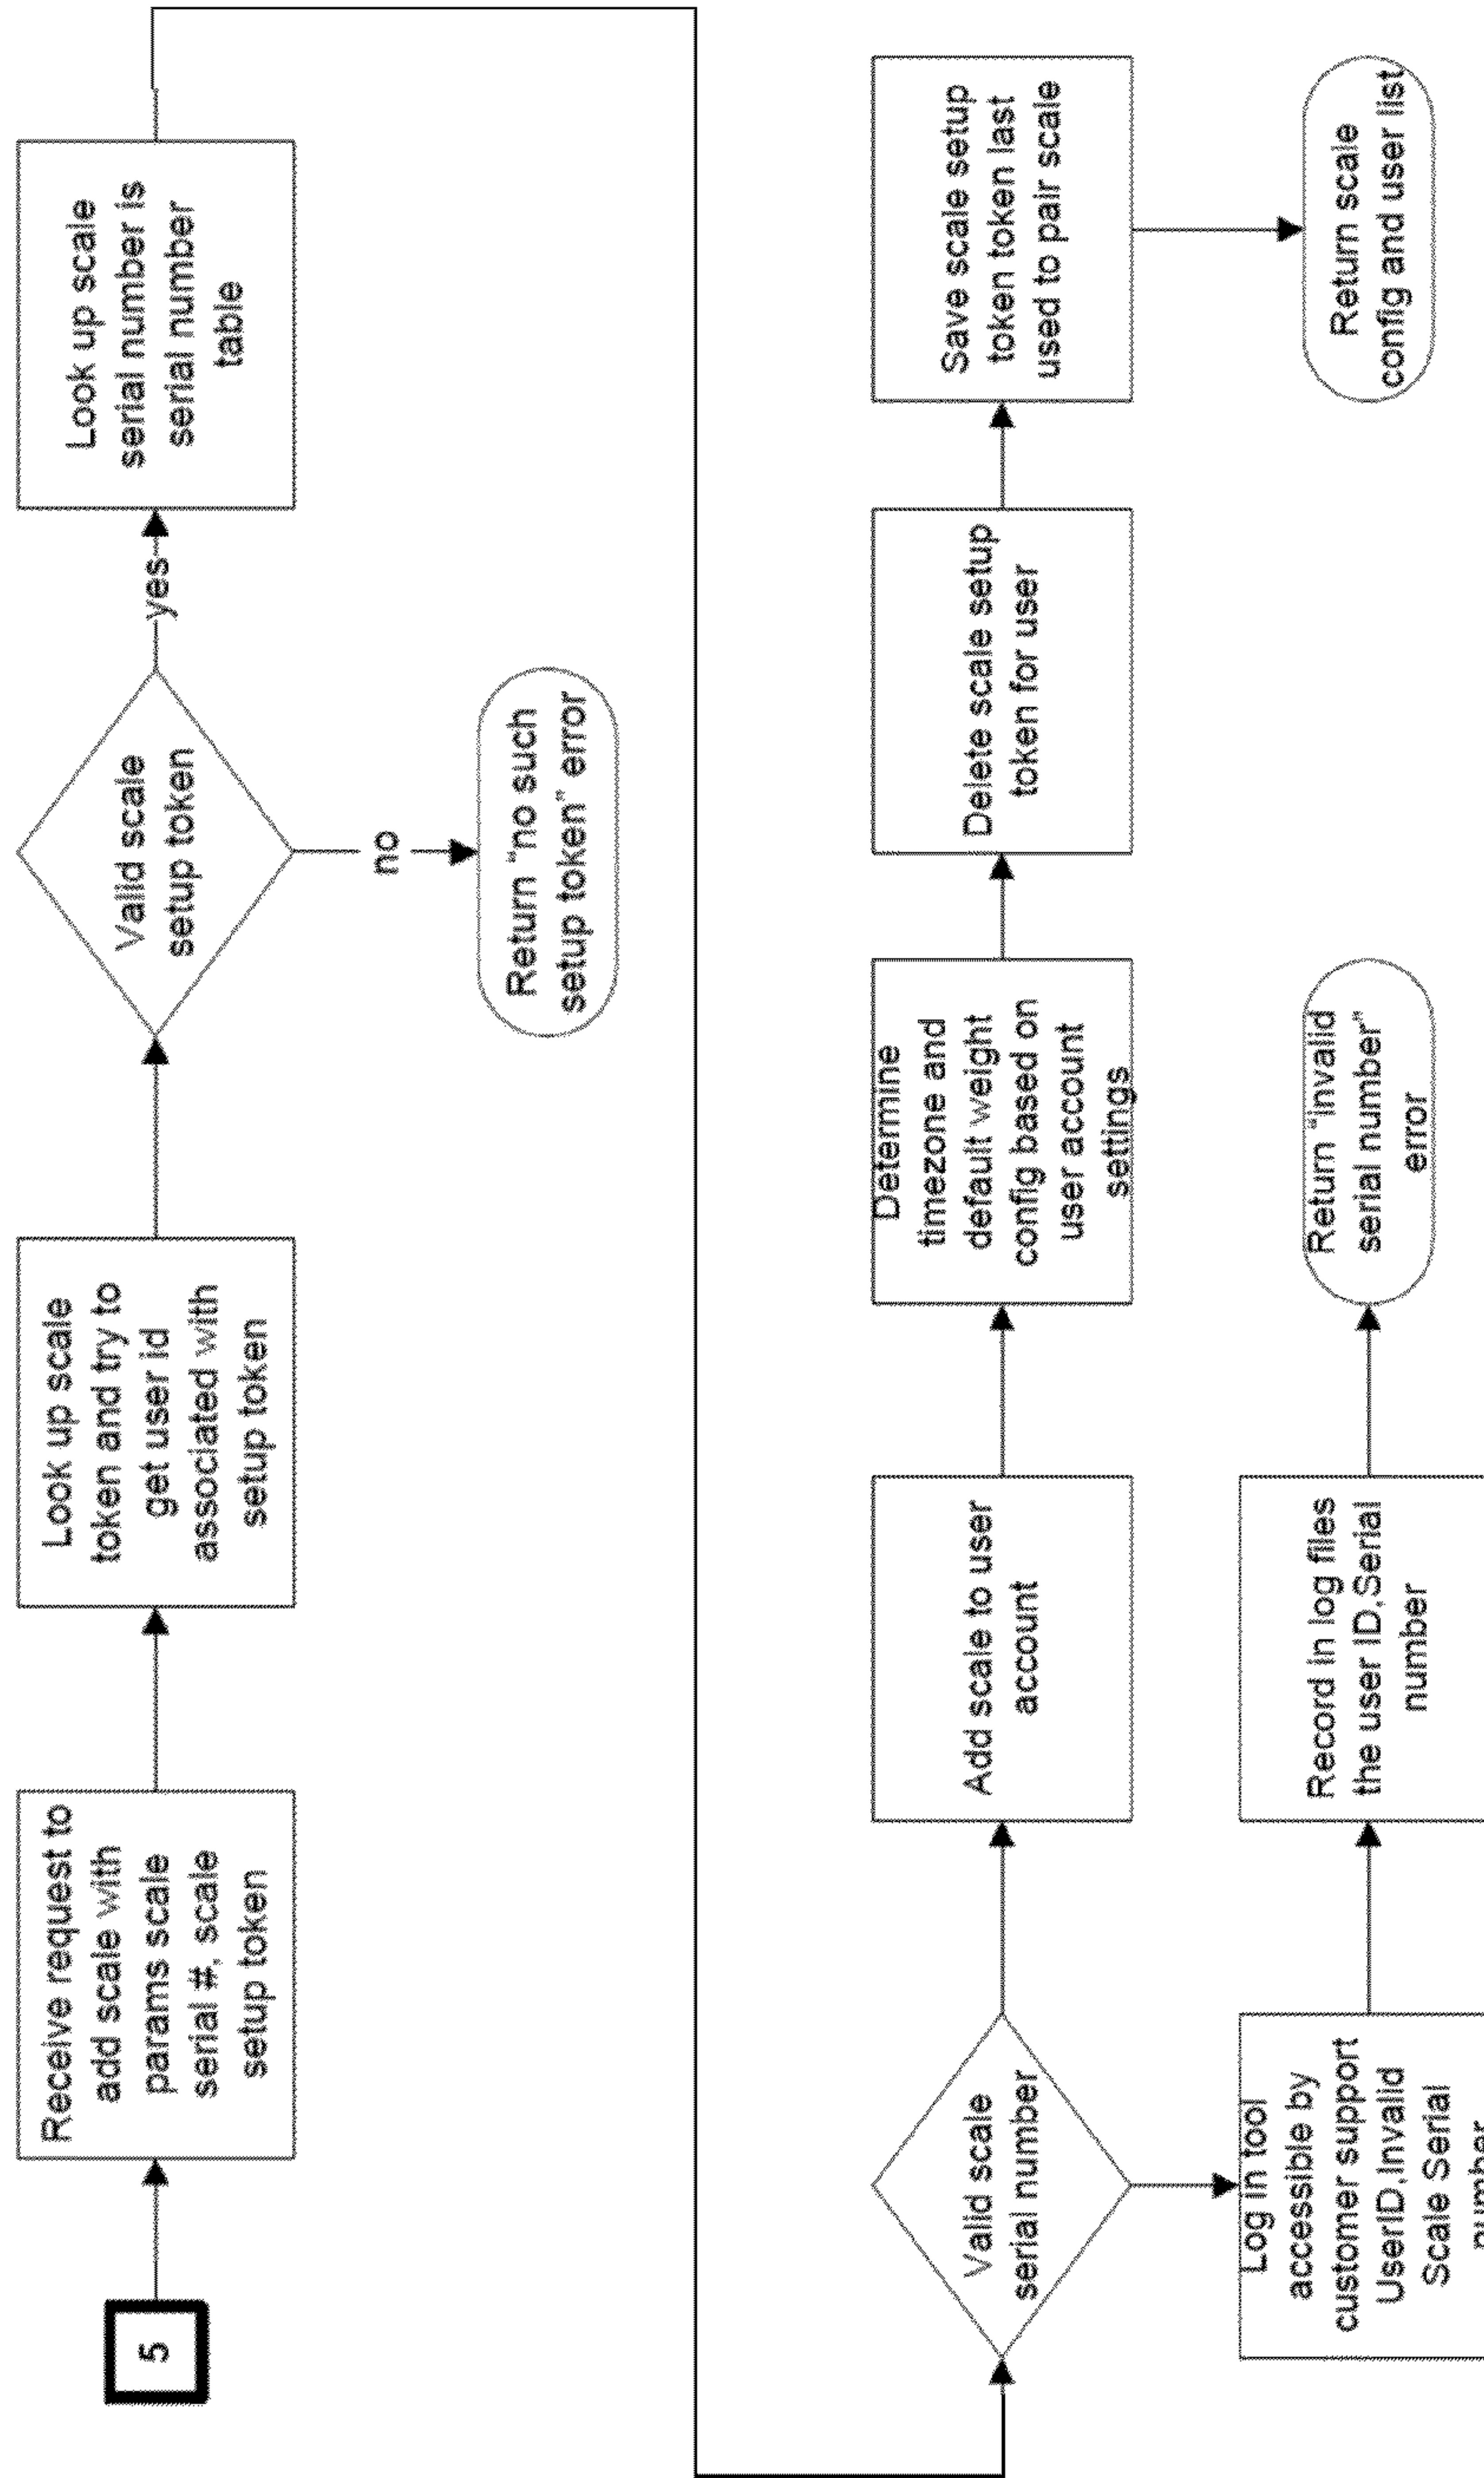 5
Receive request to
add scale with
params scale
serial #, scale
setup token
Look up scale
token and try to
get user id
associated with
setup token
Valid scale
setup token
yes
no
Return “no such
setup token” error
Look up scale
serial number is
serial number
table
Valid scale
serial number
Add scale to user
account
Determine
timezone and
default weight
config based on
user account
settings
Delete scale setup
token for user
Save scale setup
token token last
used to pair scale
Return scale
config and user list
Log in tool
accessible by
customer support
UserID,Invalid
Scale Serial
number
Record in log files
the user ID,Serial
number
Return “invalid
serial number”
error